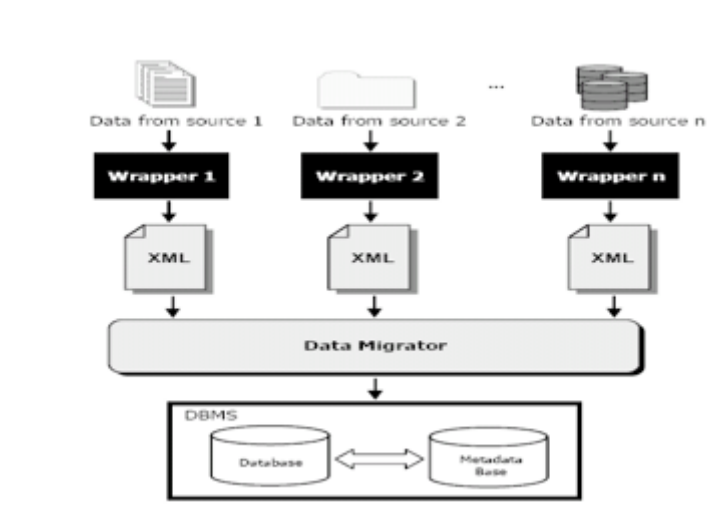 ...
Data from source 1
Data from source 2
Data from source n
Wrapper 1
Wrapper 2
Wrapper n
XML
XML
XML
Data Migrator
DBMS
Database
Metadata
Base